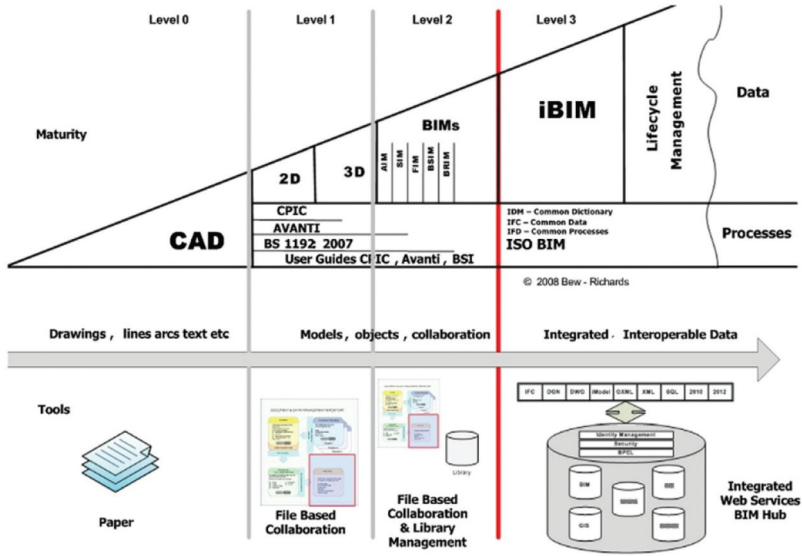 Level 0
Level 1
Level 2
Level 3
Maturity
CAD
2D
3D
BIMs
AIM
SIM
FIM
BSIM
BRIM
iBIM
Lifecycle
Management
Data
Processes
CPIC
AVANTI
BS 1192 2007
User Guides CPIC , Avanti , BSI
IDM – Common Dictionary
IFC – Common Data
IFD – Common Processes
ISO BIM
© 2008 Bew - Richards
Drawings , lines arcs text etc
Models , objects , collaboration
Integrated , Interoperable Data
Tools
Paper
File Based
Collaboration
Library
File Based
Collaboration
& Library
Management
IFC DGN DWG iModel GXML XML SQL 2010 2012
Identity Management
Security
BPEL
BIM
GIS
Integrated
Web Services
BIM Hub